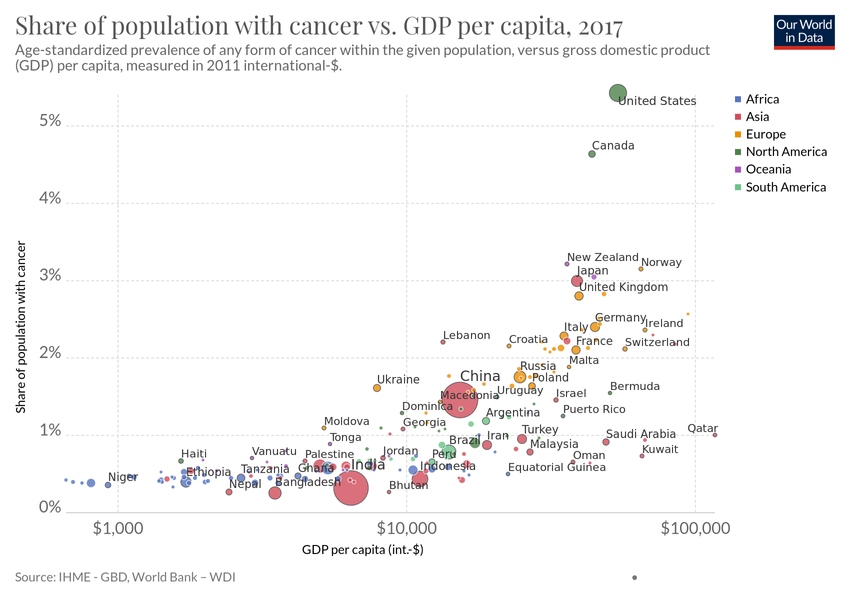 Share of population with cancer vs. GDP per capita, 2017
Our World
in Data
Age-standardized prevalence of any form of cancer within the given population, versus gross domestic product
(GDP) per capita, measured in 2011 international-$.
Africa
Asia
Europe
North America
Oceania
South America
Share of population with cancer
5%
4%
3%
2%
1%
0%
United States
Canada
New Zealand
Norway
Japan
United Kingdom
Germany
Ireland
Italy
Lebanon
Croatia
France
Switzerland
Malta
Russia
China
Poland
Ukraine
Bermuda
Uruguay
Macedonia
Israel
Dominica
Puerto Rico
Argentina
Moldova
Georgia
Turkey
Qatar
Tonga
Brazil
Iran
Saudi Arabia
Malaysia
Haiti
Vanuatu
Palestine
Jordan
Peru
Kuwait
Oman
Ethiopia
Tanzania
Ghana
India
Indonesia
Equatorial Guinea
Niger
Nepal
Bangladesh
Bhutan
$1,000
$10,000
$100,000
GDP per capita (int.-$)
Source: IHME - GBD, World Bank – WDI